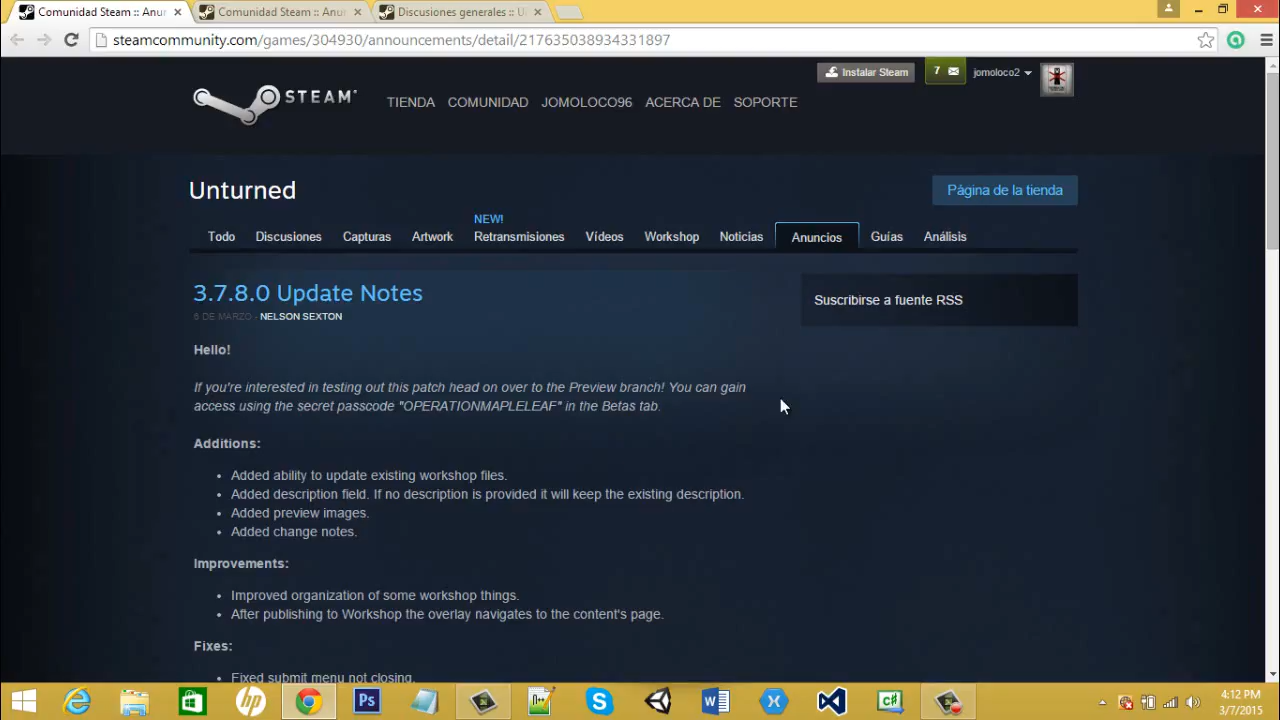 Comunidad Steam :: Anun
Comunidad Steam :: Anun
Discusiones generales :: U
steamcommunity.com/games/304930/announcements/detail/217635038934331897
STEAM
TIENDA COMUNIDAD JOMOLOCO96 ACERCA DE SOPORTE
Instalar Steam
7
jomoloco2
Unturned
Página de la tienda
NEW!
Todo Discusiones Capturas Artwork Retransmisiones Vídeos Workshop Noticias Anuncios Guías Análisis
3.7.8.0 Update Notes
6 DE MARZO - NELSON SEXTON
Suscribirse a fuente RSS
Hello!
If you're interested in testing out this patch head on over to the Preview branch! You can gain
access using the secret passcode "OPERATIONMAPLELEAF" in the Betas tab.
Additions:
• Added ability to update existing workshop files.
• Added description field. If no description is provided it will keep the existing description.
• Added preview images.
• Added change notes.
Improvements:
• Improved organization of some workshop things.
• After publishing to Workshop the overlay navigates to the content's page.
Fixes:
• Fixed submit menu not closing.
hp
Ps
4:12 PM
3/7/2015